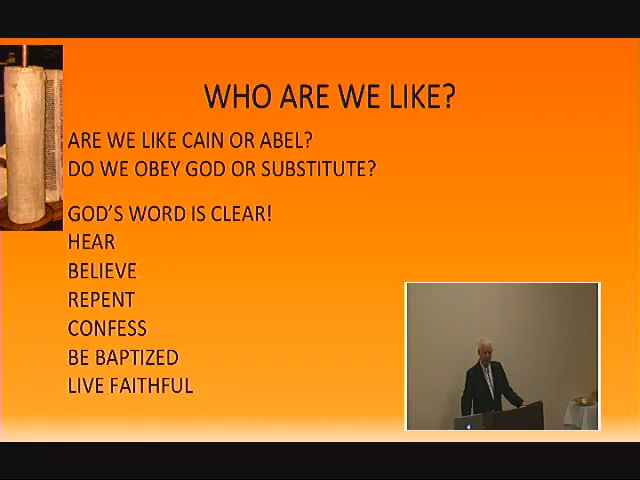 WHO ARE WE LIKE?
ARE WE LIKE CAIN OR ABEL?
DO WE OBEY GOD OR SUBSTITUTE?
GOD'S WORD IS CLEAR!
HEAR
BELIEVE
REPENT
CONFESS
BE BAPTIZED
LIVE FAITHFUL